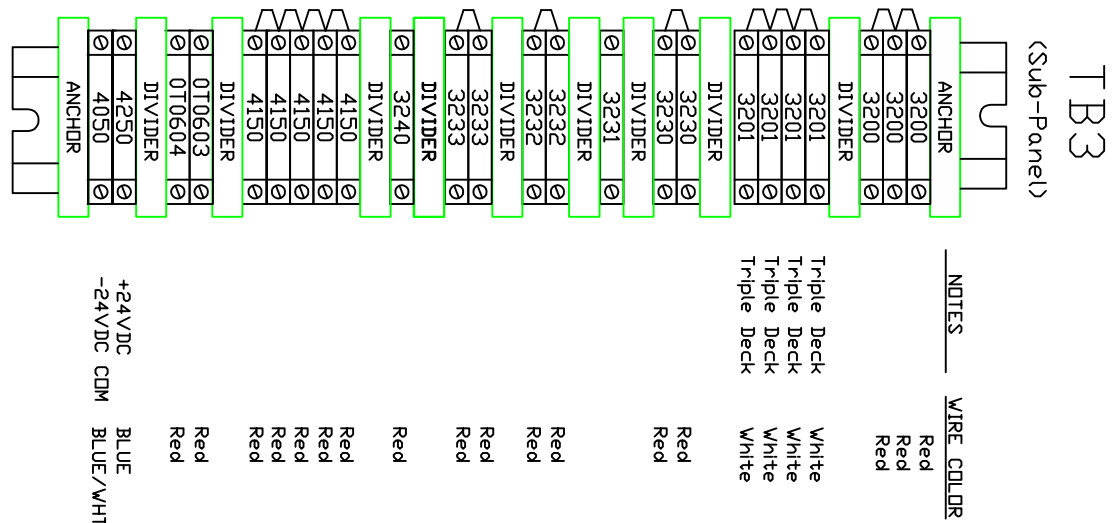 TB3
(Sub-Panel)
ANCHOR NOTES WIRE COLOR
3200 Red
3200 Red
3200 Red
DIVIDER
3201 Triple Deck White
3201 Triple Deck White
3201 Triple Deck White
3201 Triple Deck White
DIVIDER
3230 Red
3230 Red
DIVIDER
3231
DIVIDER
3232 Red
3232 Red
DIVIDER
3233 Red
3233 Red
DIVIDER
3240 Red
DIVIDER
4150 Red
4150 Red
4150 Red
4150 Red
4150 Red
DIVIDER
0T0603 Red
0T0604 Red
DIVIDER
4250 +24VDC BLUE
4050 -24VDC COM BLUE/WHT
ANCHOR